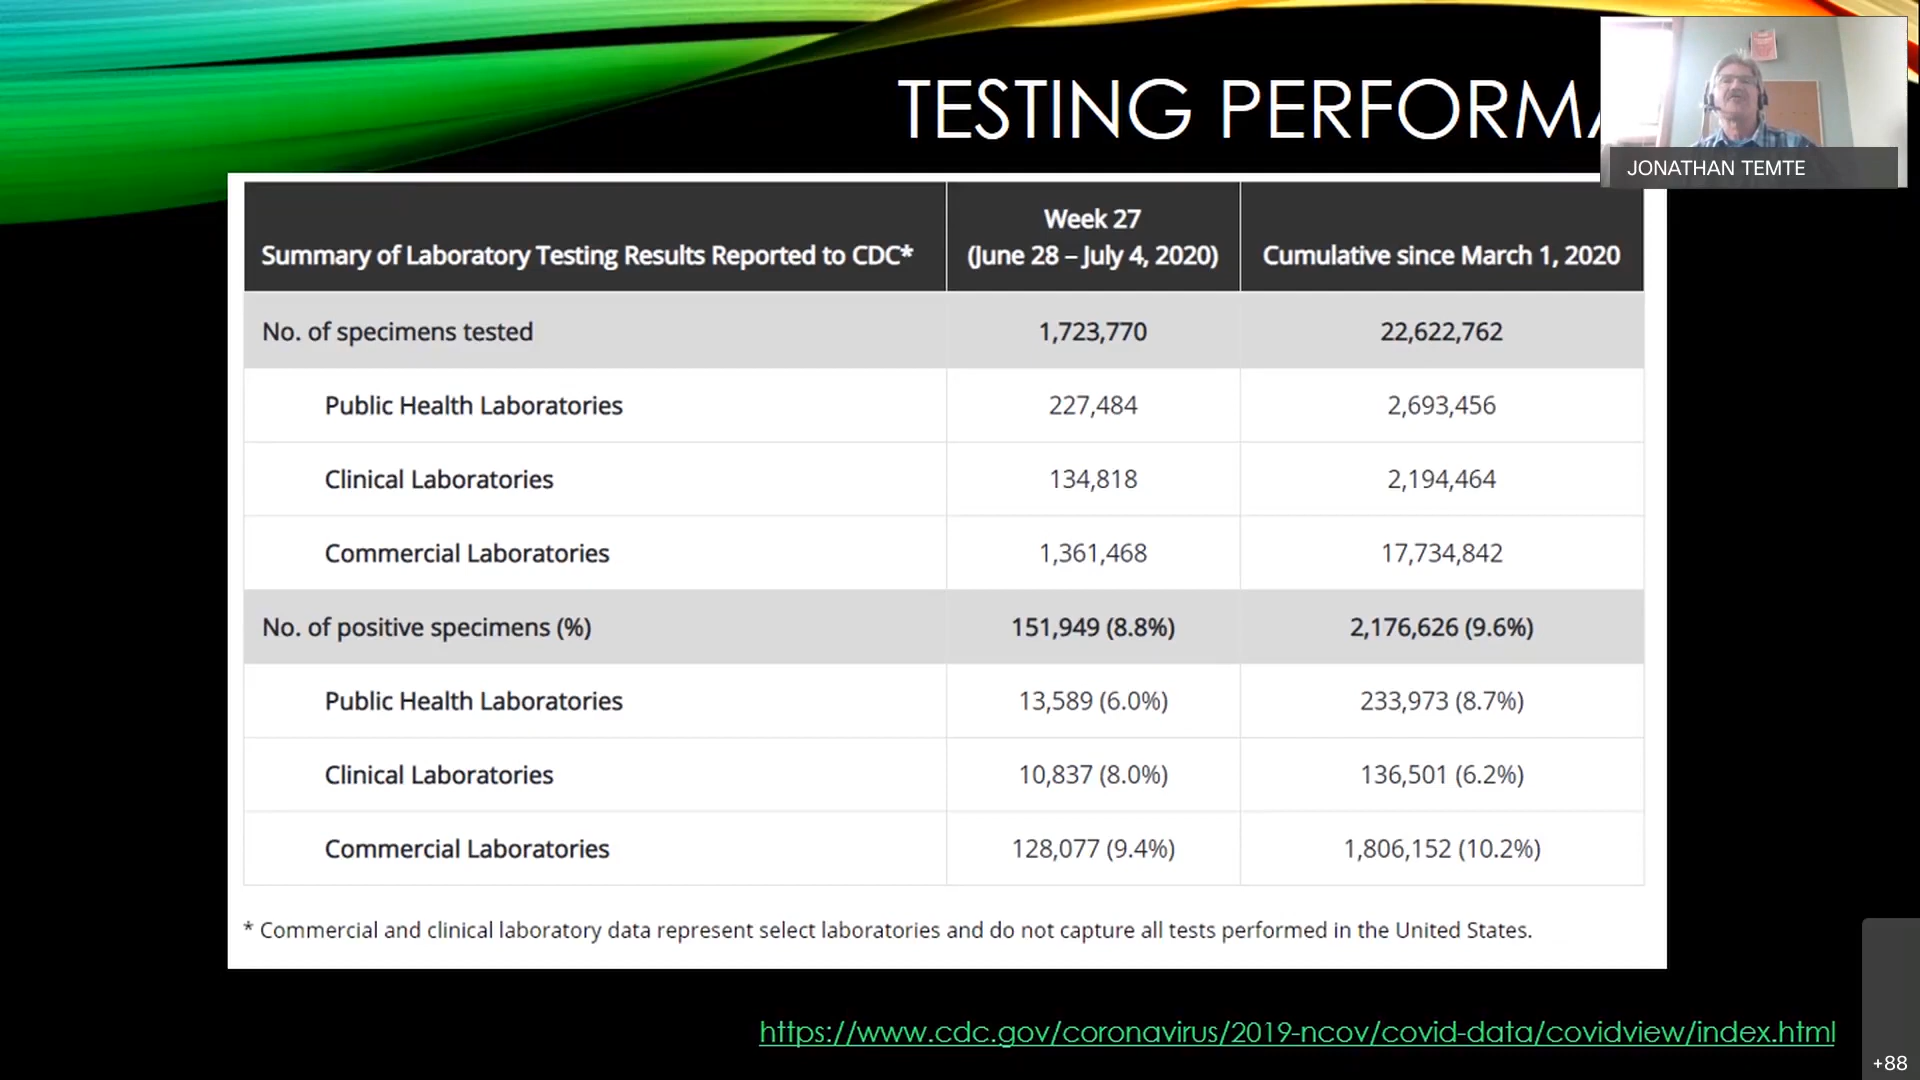 TESTING PERFORMA
JONATHAN TEMTE
Summary of Laboratory Testing Results Reported to CDC*
Week 27
(June 28 – July 4, 2020)
Cumulative since March 1, 2020
No. of specimens tested
1,723,770
22,622,762
Public Health Laboratories
227,484
2,693,456
Clinical Laboratories
134,818
2,194,464
Commercial Laboratories
1,361,468
17,734,842
No. of positive specimens (%)
151,949 (8.8%)
2,176,626 (9.6%)
Public Health Laboratories
13,589 (6.0%)
233,973 (8.7%)
Clinical Laboratories
10,837 (8.0%)
136,501 (6.2%)
Commercial Laboratories
128,077 (9.4%)
1,806,152 (10.2%)
* Commercial and clinical laboratory data represent select laboratories and do not capture all tests performed in the United States.
https://www.cdc.gov/coronavirus/2019-ncov/covid-data/covidview/index.html
+88